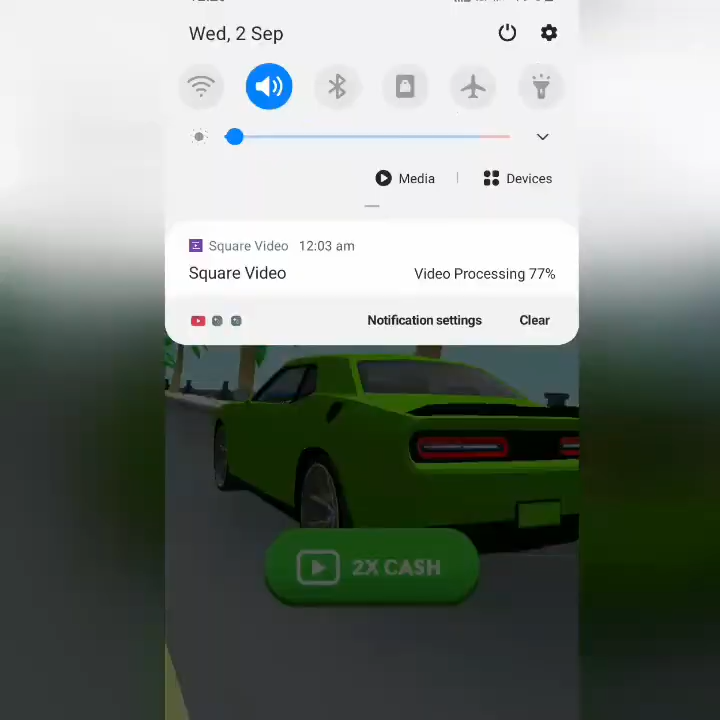 Wed, 2 Sep
Media | Devices
Square Video 12:03 am
Square Video Video Processing 77%
Notification settings Clear
2X CASH